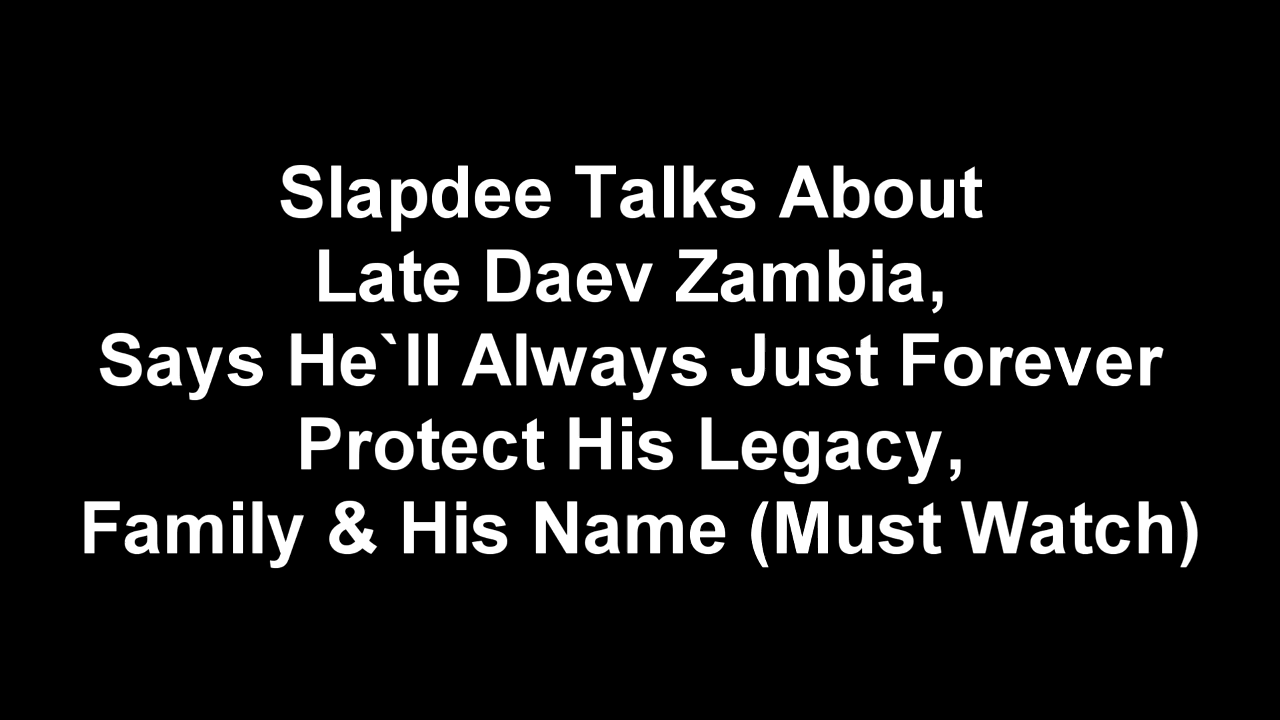 Slapdee Talks About
Late Daev Zambia,
Says He`ll Always Just Forever
Protect His Legacy,
Family & His Name (Must Watch)